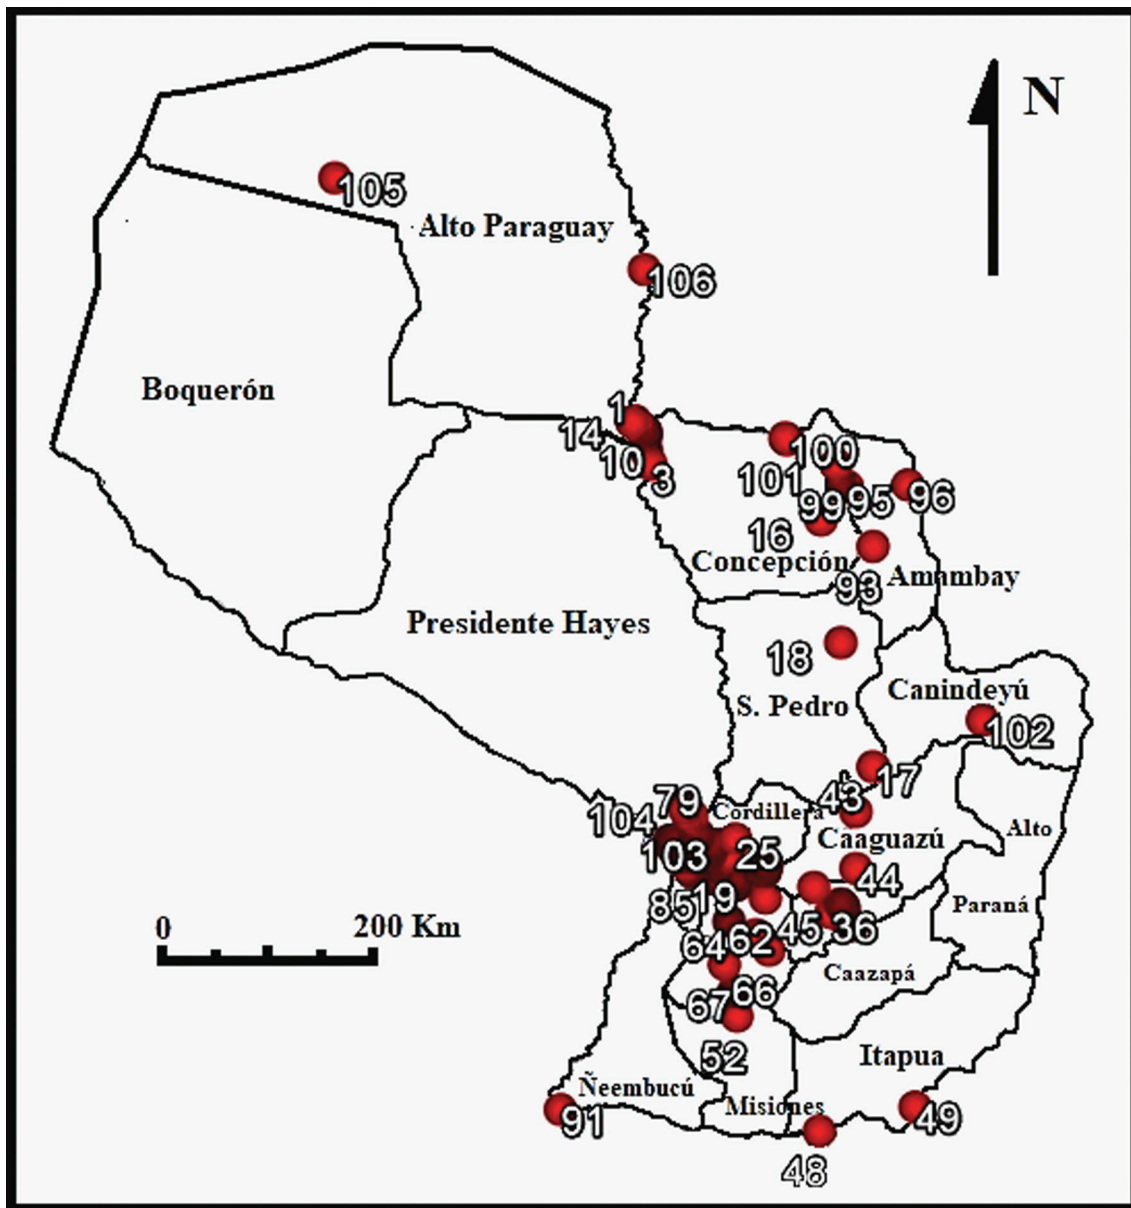 N
105
Alto Paraguay
106
Boquerón
1
14
10
3
100
101
99
95
96
16
Concepción
93
Amambay
Presidente Hayes
18
Canindeyú
S. Pedro
102
17
79
43
104
Cordillera
Caaguazú
Alto
103
25
44
85
19
Paraná
0
200 Km
45
36
64
62
Caazapá
66
67
52
Itapua
Ñeembucú
Misiones
91
49
48